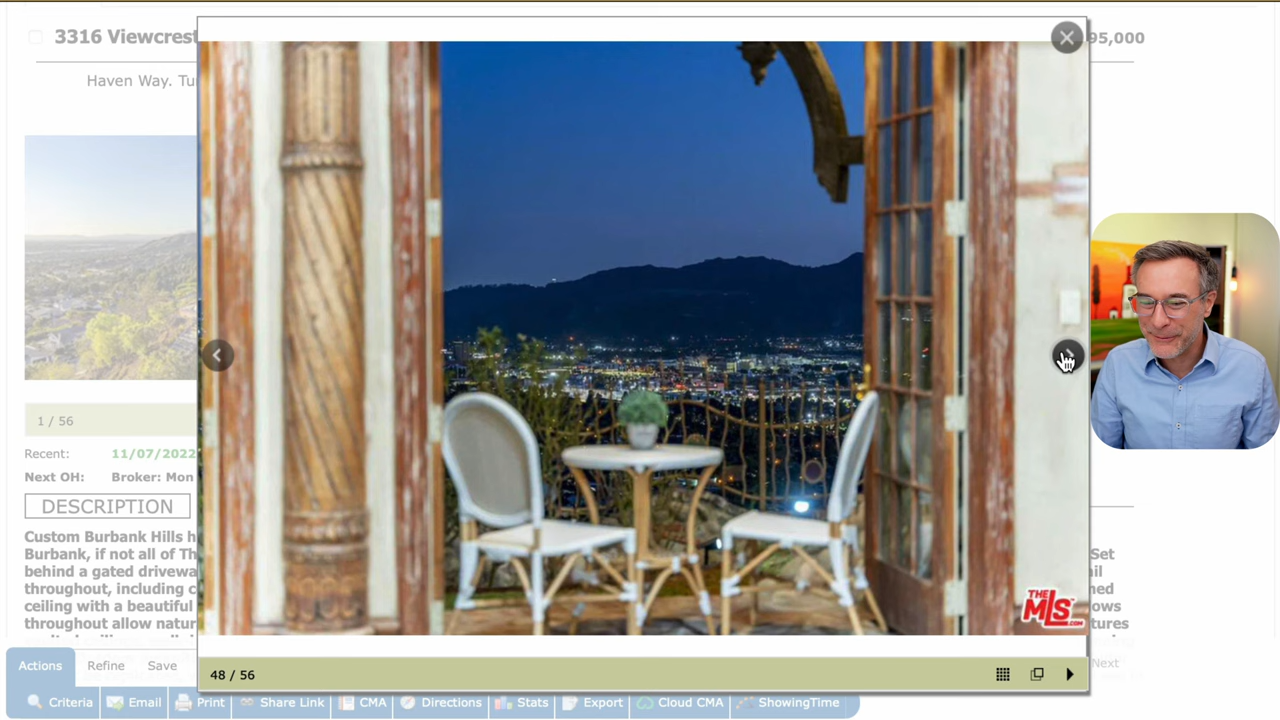 3316 Viewcrest
95,000
Haven Way. Tu
1 / 56
Recent: 11/07/2022
Next OH: Broker: Mon
DESCRIPTION
Custom Burbank Hills h
Burbank, if not all of Th
behind a gated drivewa
throughout, including c
ceiling with a beautiful
throughout allow natur
Set
ail
ned
ows
tures
THE
MLS
.COM
48 / 56
Next
Actions Refine Save
Criteria Email Print Share Link CMA Directions Stats Export Cloud CMA ShowingTime